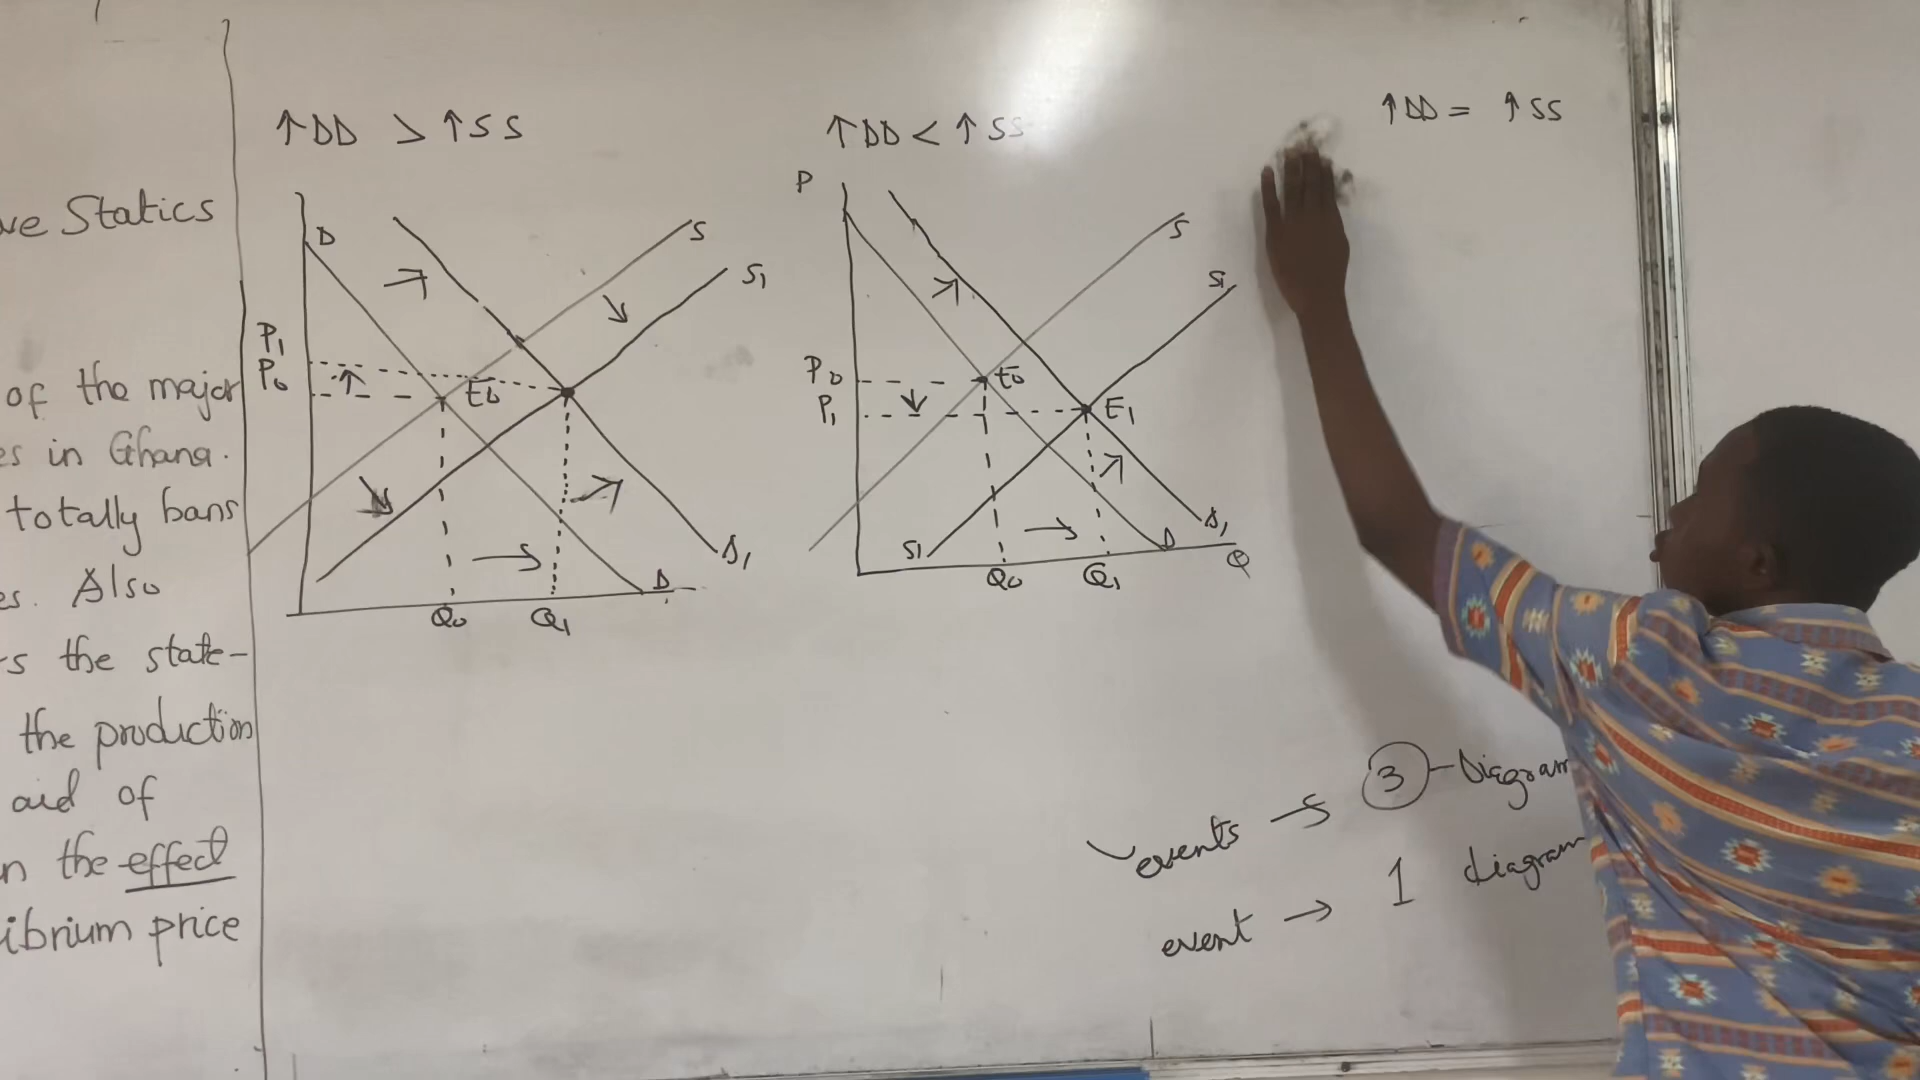 ve Statics
of the major
es in Ghana.
totally bans
es. Also
s the state-
the production
aid of
n the effect
ibrium price
↑DD > ↑SS
D
S
S1
P1
P0
E0
D1
D
Q0 Q1
↑DD < ↑SS
P
S
S1
P0
E0
P1
E1
D1
S1
D
Q0 Q1 Q
↑DD = ↑SS
events → 3 - Diagram
event → 1 diagram